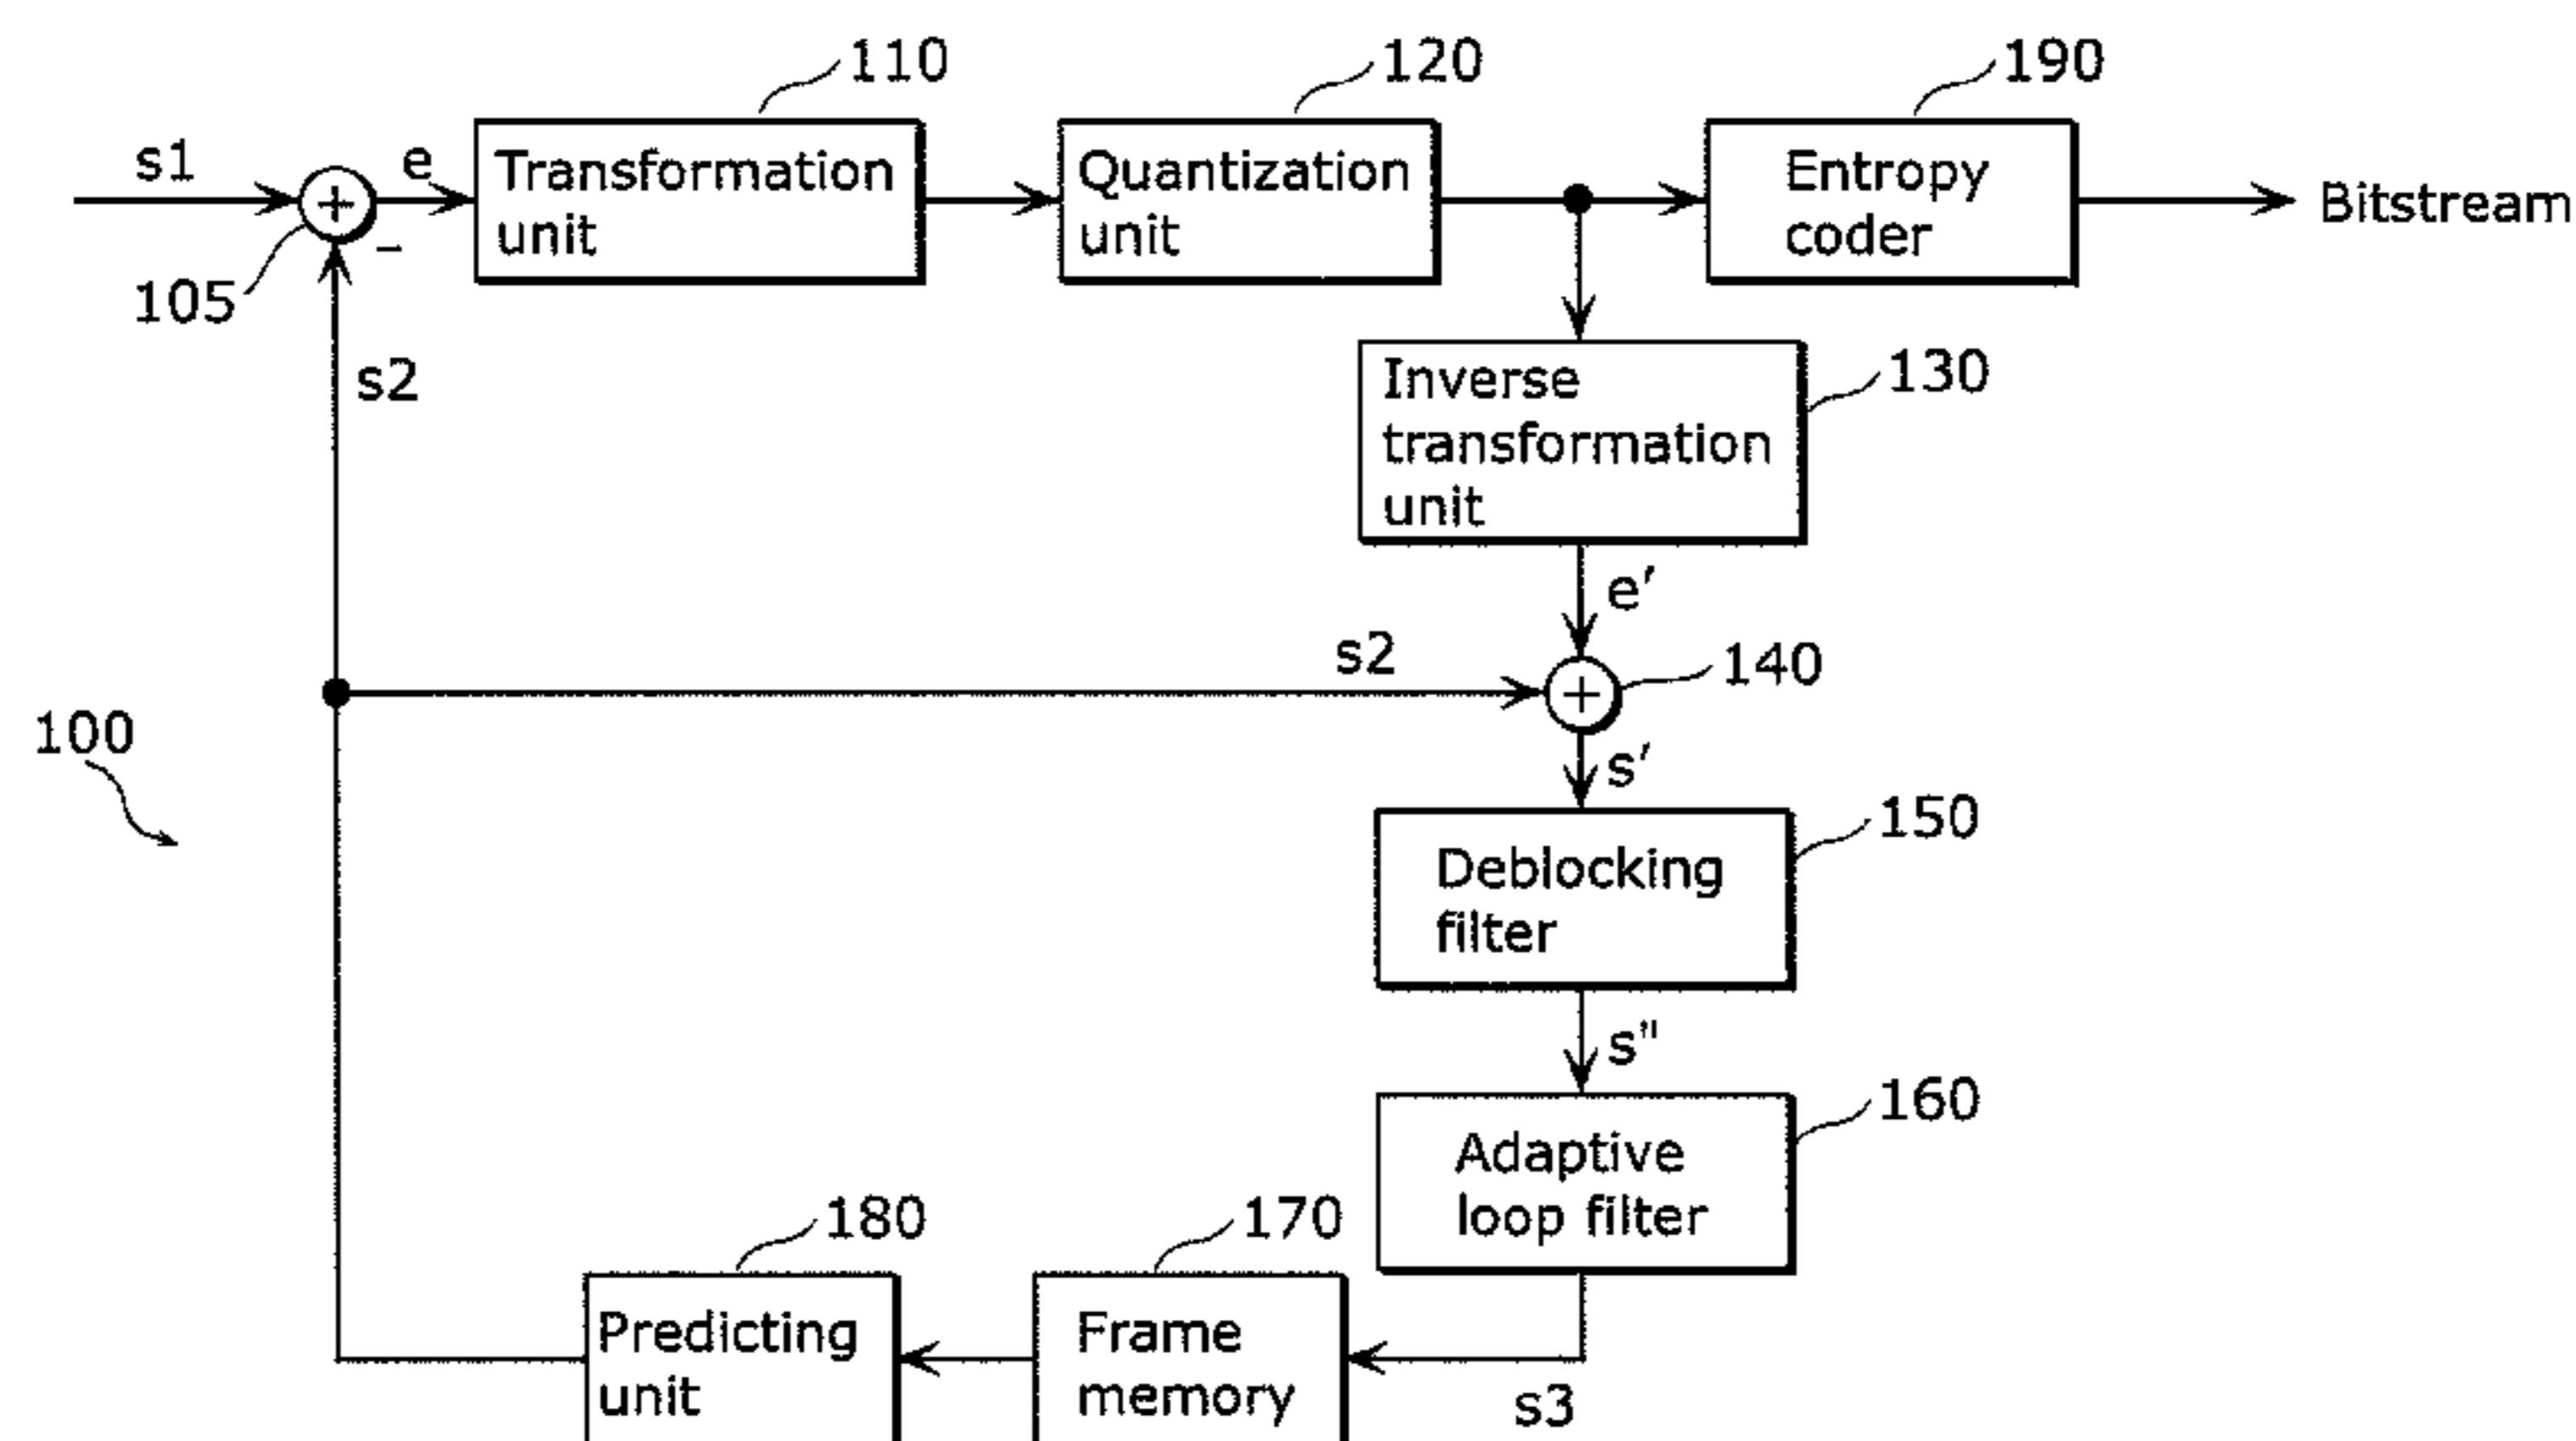 110
120
190
s1
e
Transformation
unit
Quantization
unit
Entropy
coder
Bitstream
+
-
105
s2
Inverse
transformation
unit
130
e'
s2
+
140
100
s'
Deblocking
filter
150
s"
Adaptive
loop filter
160
180
170
Predicting
unit
Frame
memory
s3